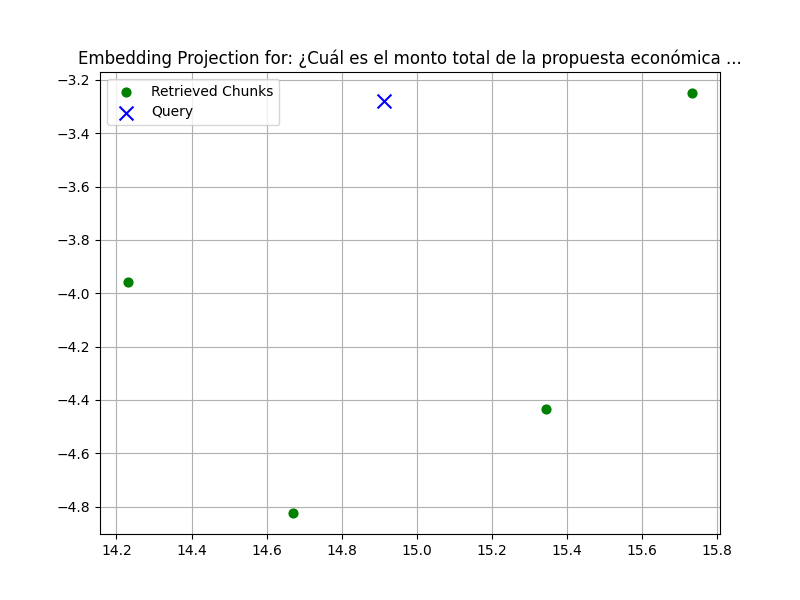 Embedding Projection for: ¿Cuál es el monto total de la propuesta económica ...
Retrieved Chunks
Query
−3.2
−3.4
−3.6
−3.8
−4.0
−4.2
−4.4
−4.6
−4.8
14.2 14.4 14.6 14.8 15.0 15.2 15.4 15.6 15.8